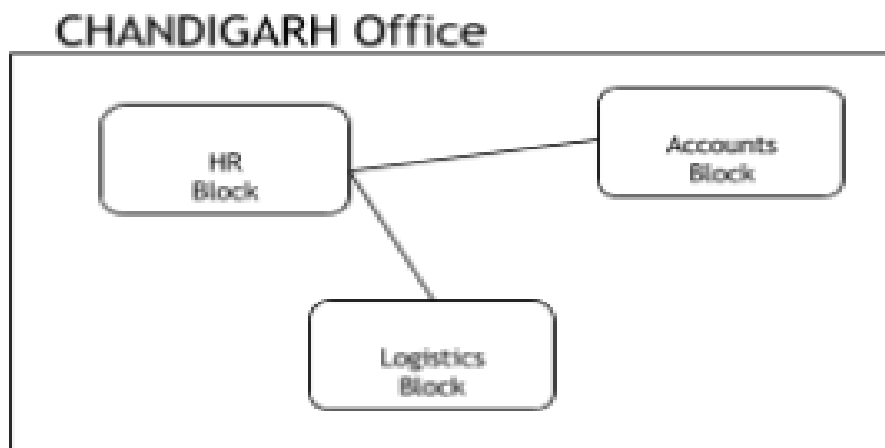 CHANDIGARH Office
HR
Block
Accounts
Block
Logistics
Block